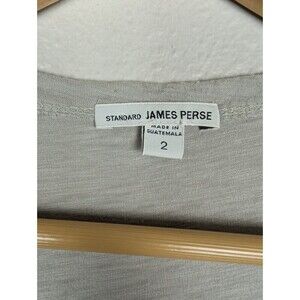 STANDARD JAMES PERSE
MADE IN
GUATEMALA
2